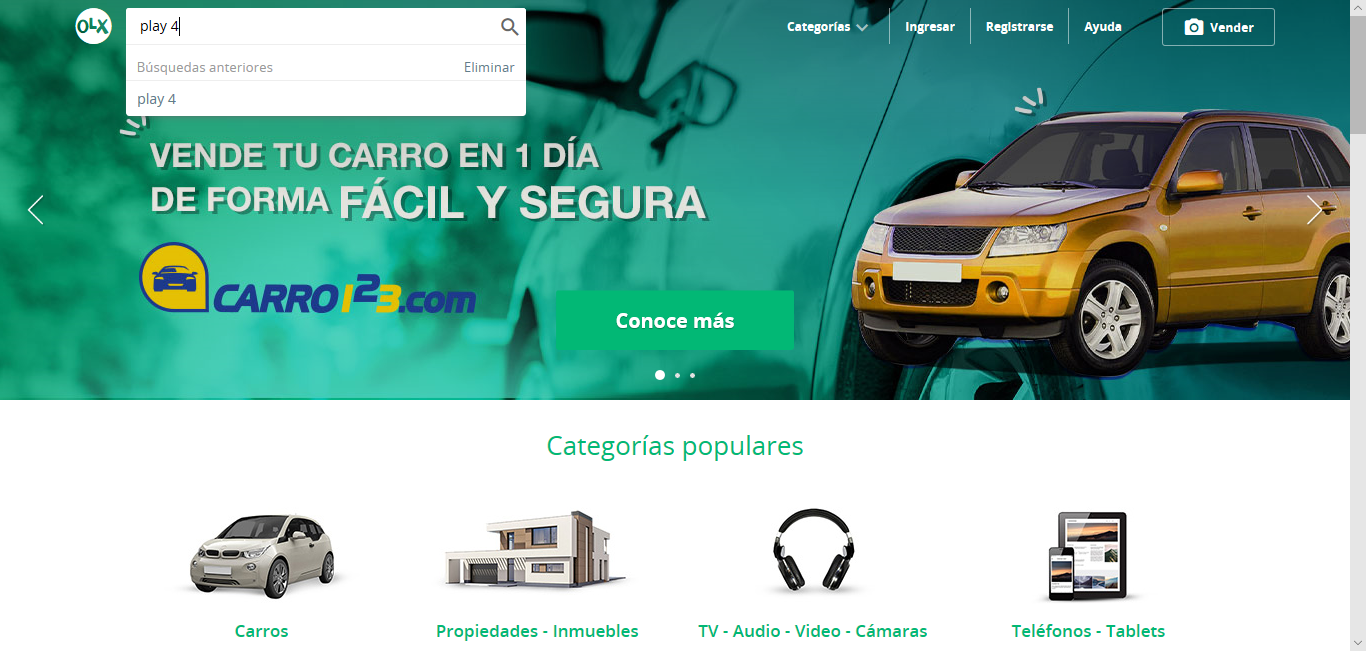 OLX
play 4
Categorías
Ingresar
Registrarse
Ayuda
Vender
Búsquedas anteriores
Eliminar
play 4
VENDE TU CARRO EN 1 DÍA
DE FORMA FÁCIL Y SEGURA
CARRO123.com
Conoce más
Categorías populares
Carros
Propiedades - Inmuebles
TV - Audio - Video - Cámaras
Teléfonos - Tablets